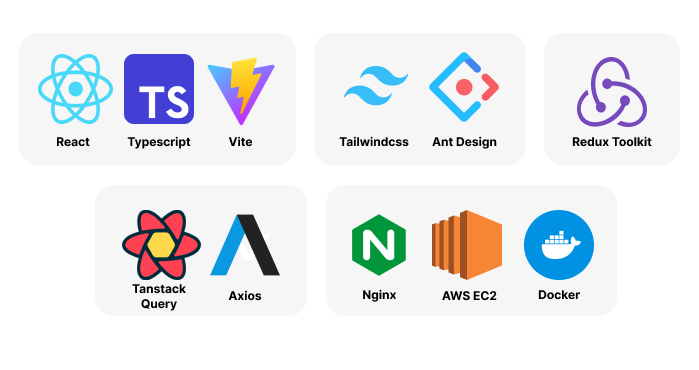 TS
React
Typescript
Vite
Tailwindcss
Ant Design
Redux Toolkit
N
Tanstack
Query
Axios
Nginx
AWS EC2
Docker